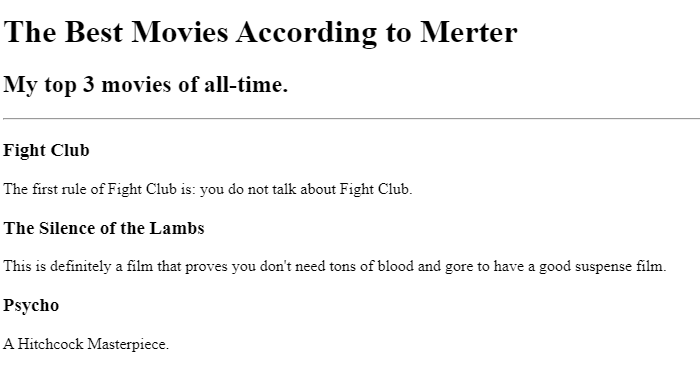 The Best Movies According to Merter
My top 3 movies of all-time.
Fight Club
The first rule of Fight Club is: you do not talk about Fight Club.
The Silence of the Lambs
This is definitely a film that proves you don't need tons of blood and gore to have a good suspense film.
Psycho
A Hitchcock Masterpiece.